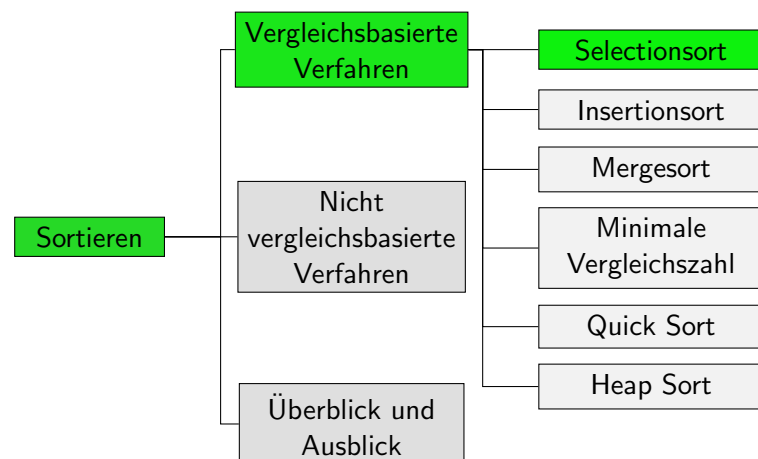 Sortieren
Vergleichsbasierte
Verfahren
Selectionsort
Insertionsort
Mergesort
Minimale
Vergleichszahl
Quick Sort
Heap Sort
Nicht
vergleichsbasierte
Verfahren
Überblick und
Ausblick